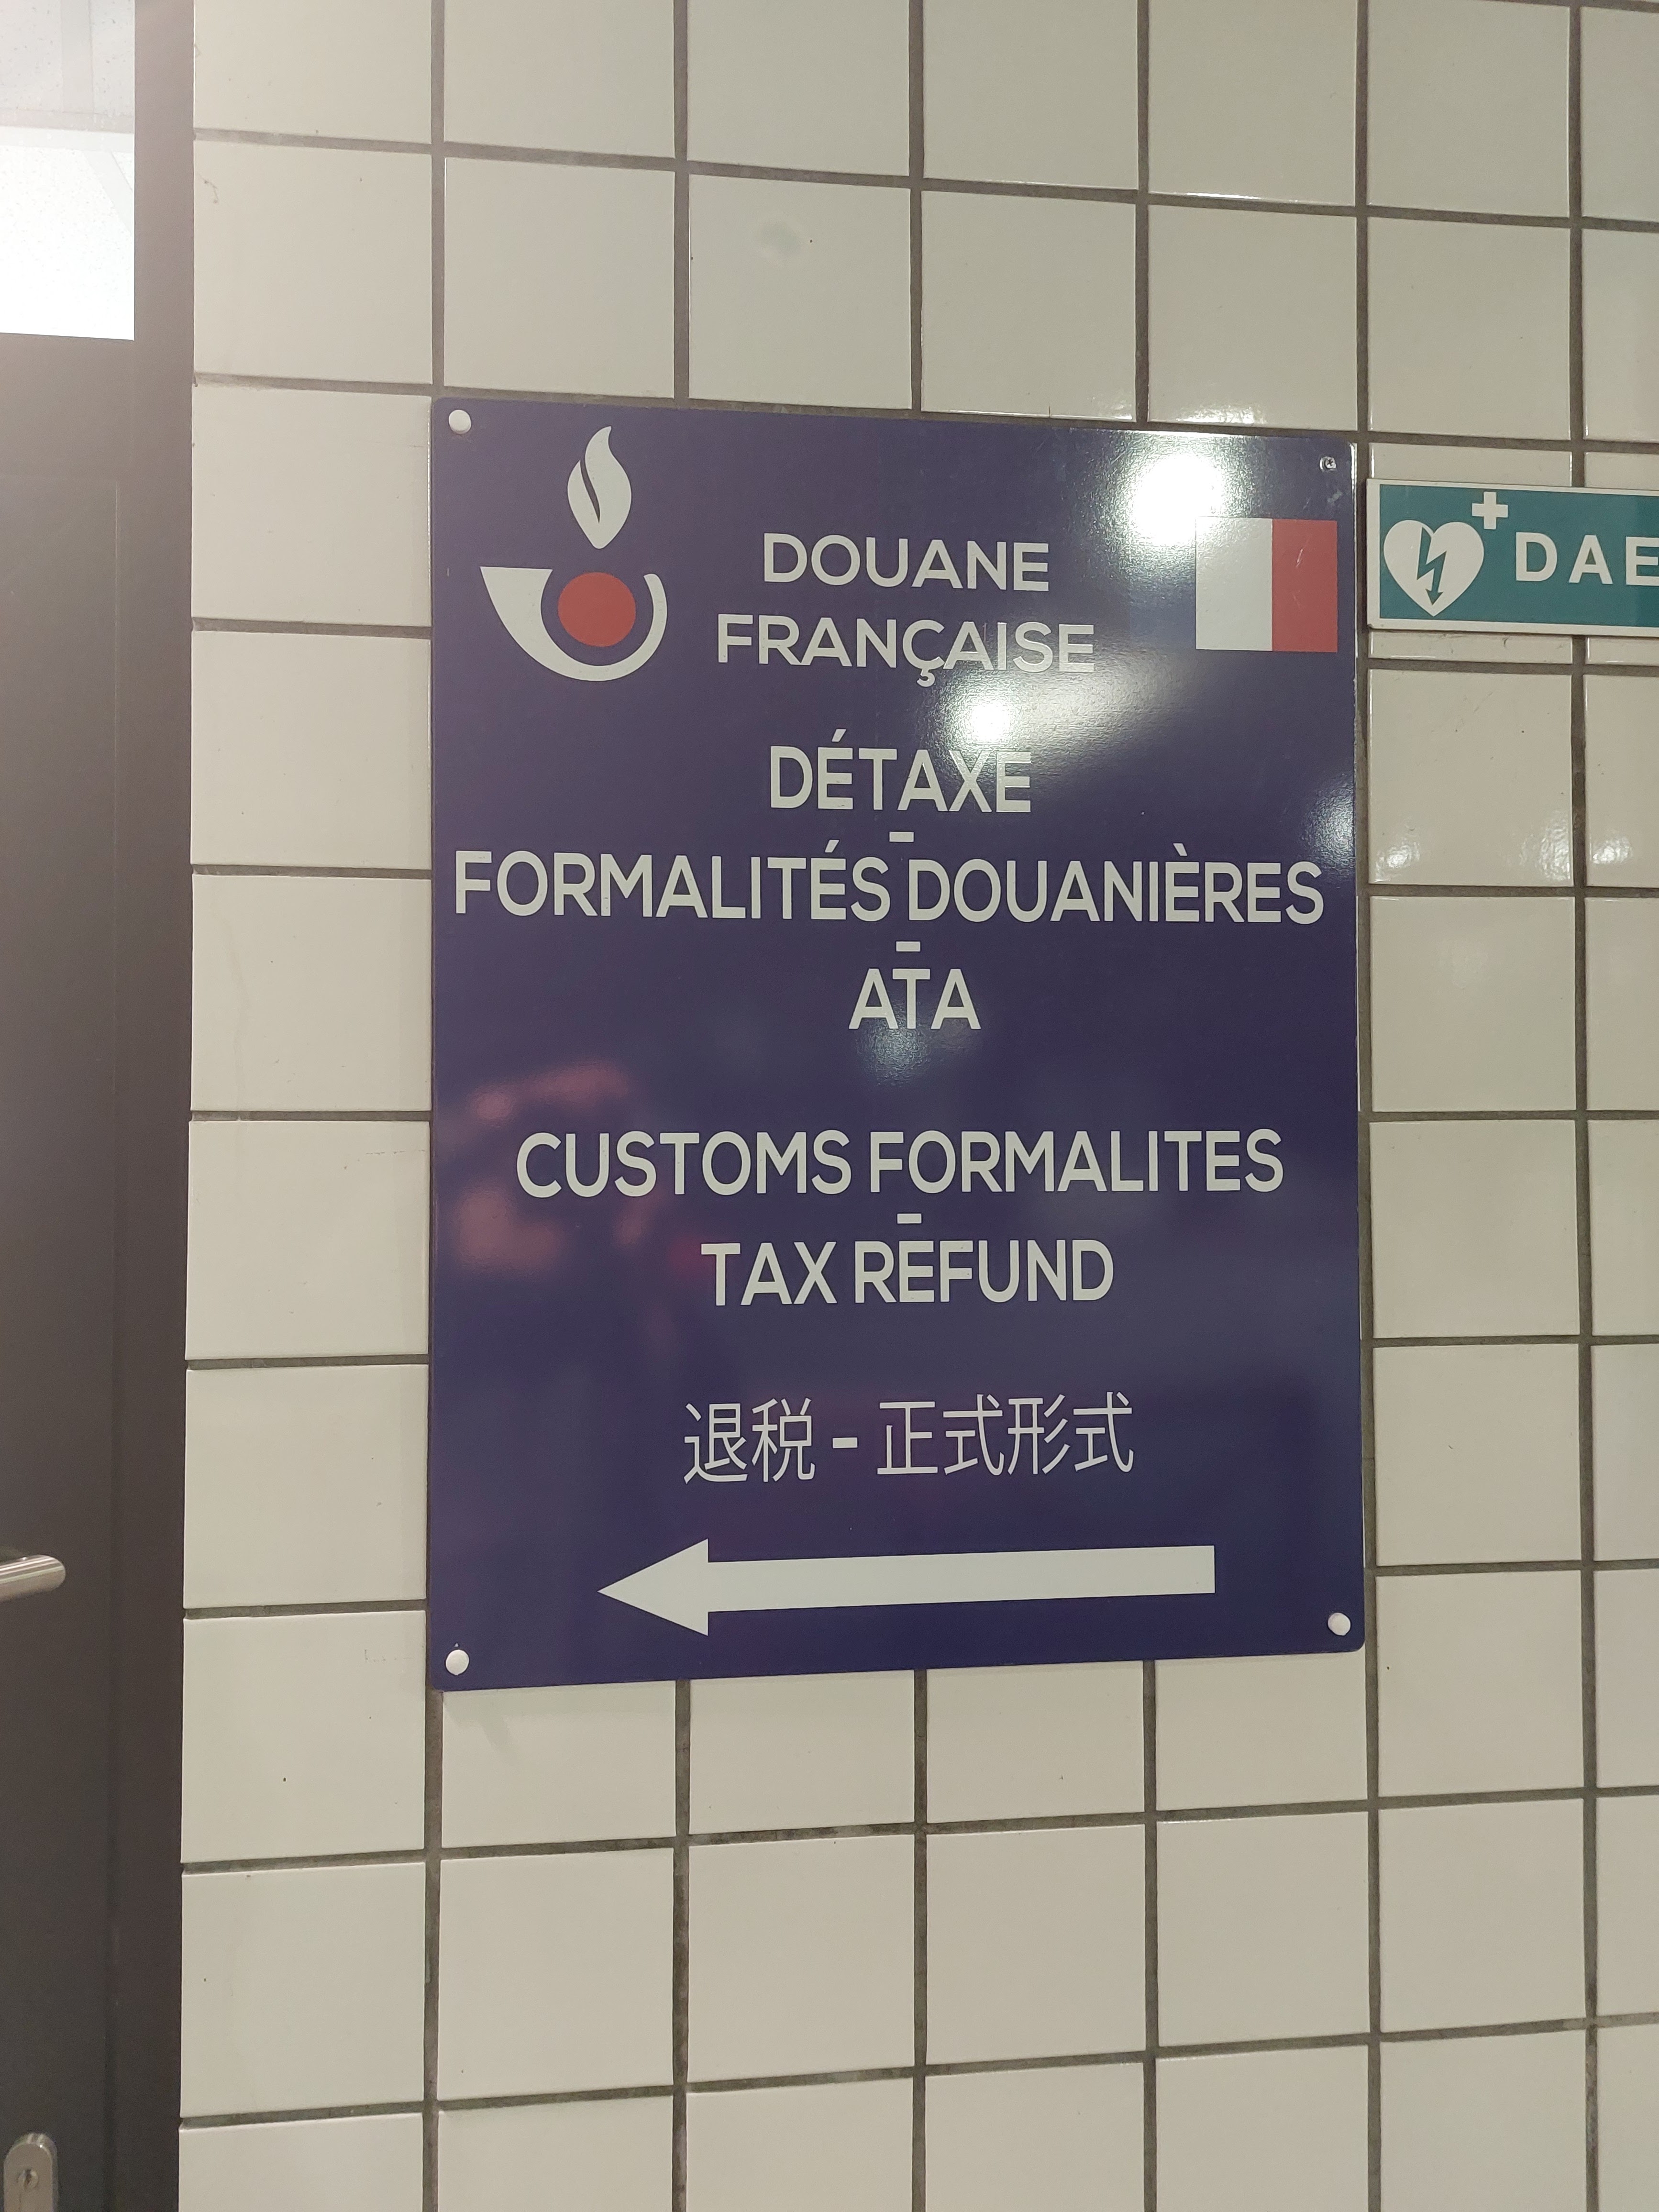 DOUANE
FRANÇAISE
DÉTAXE
-
FORMALITÉS DOUANIÈRES
-
ATA
CUSTOMS FORMALITES
-
TAX REFUND
退税 - 正式形式
DAE